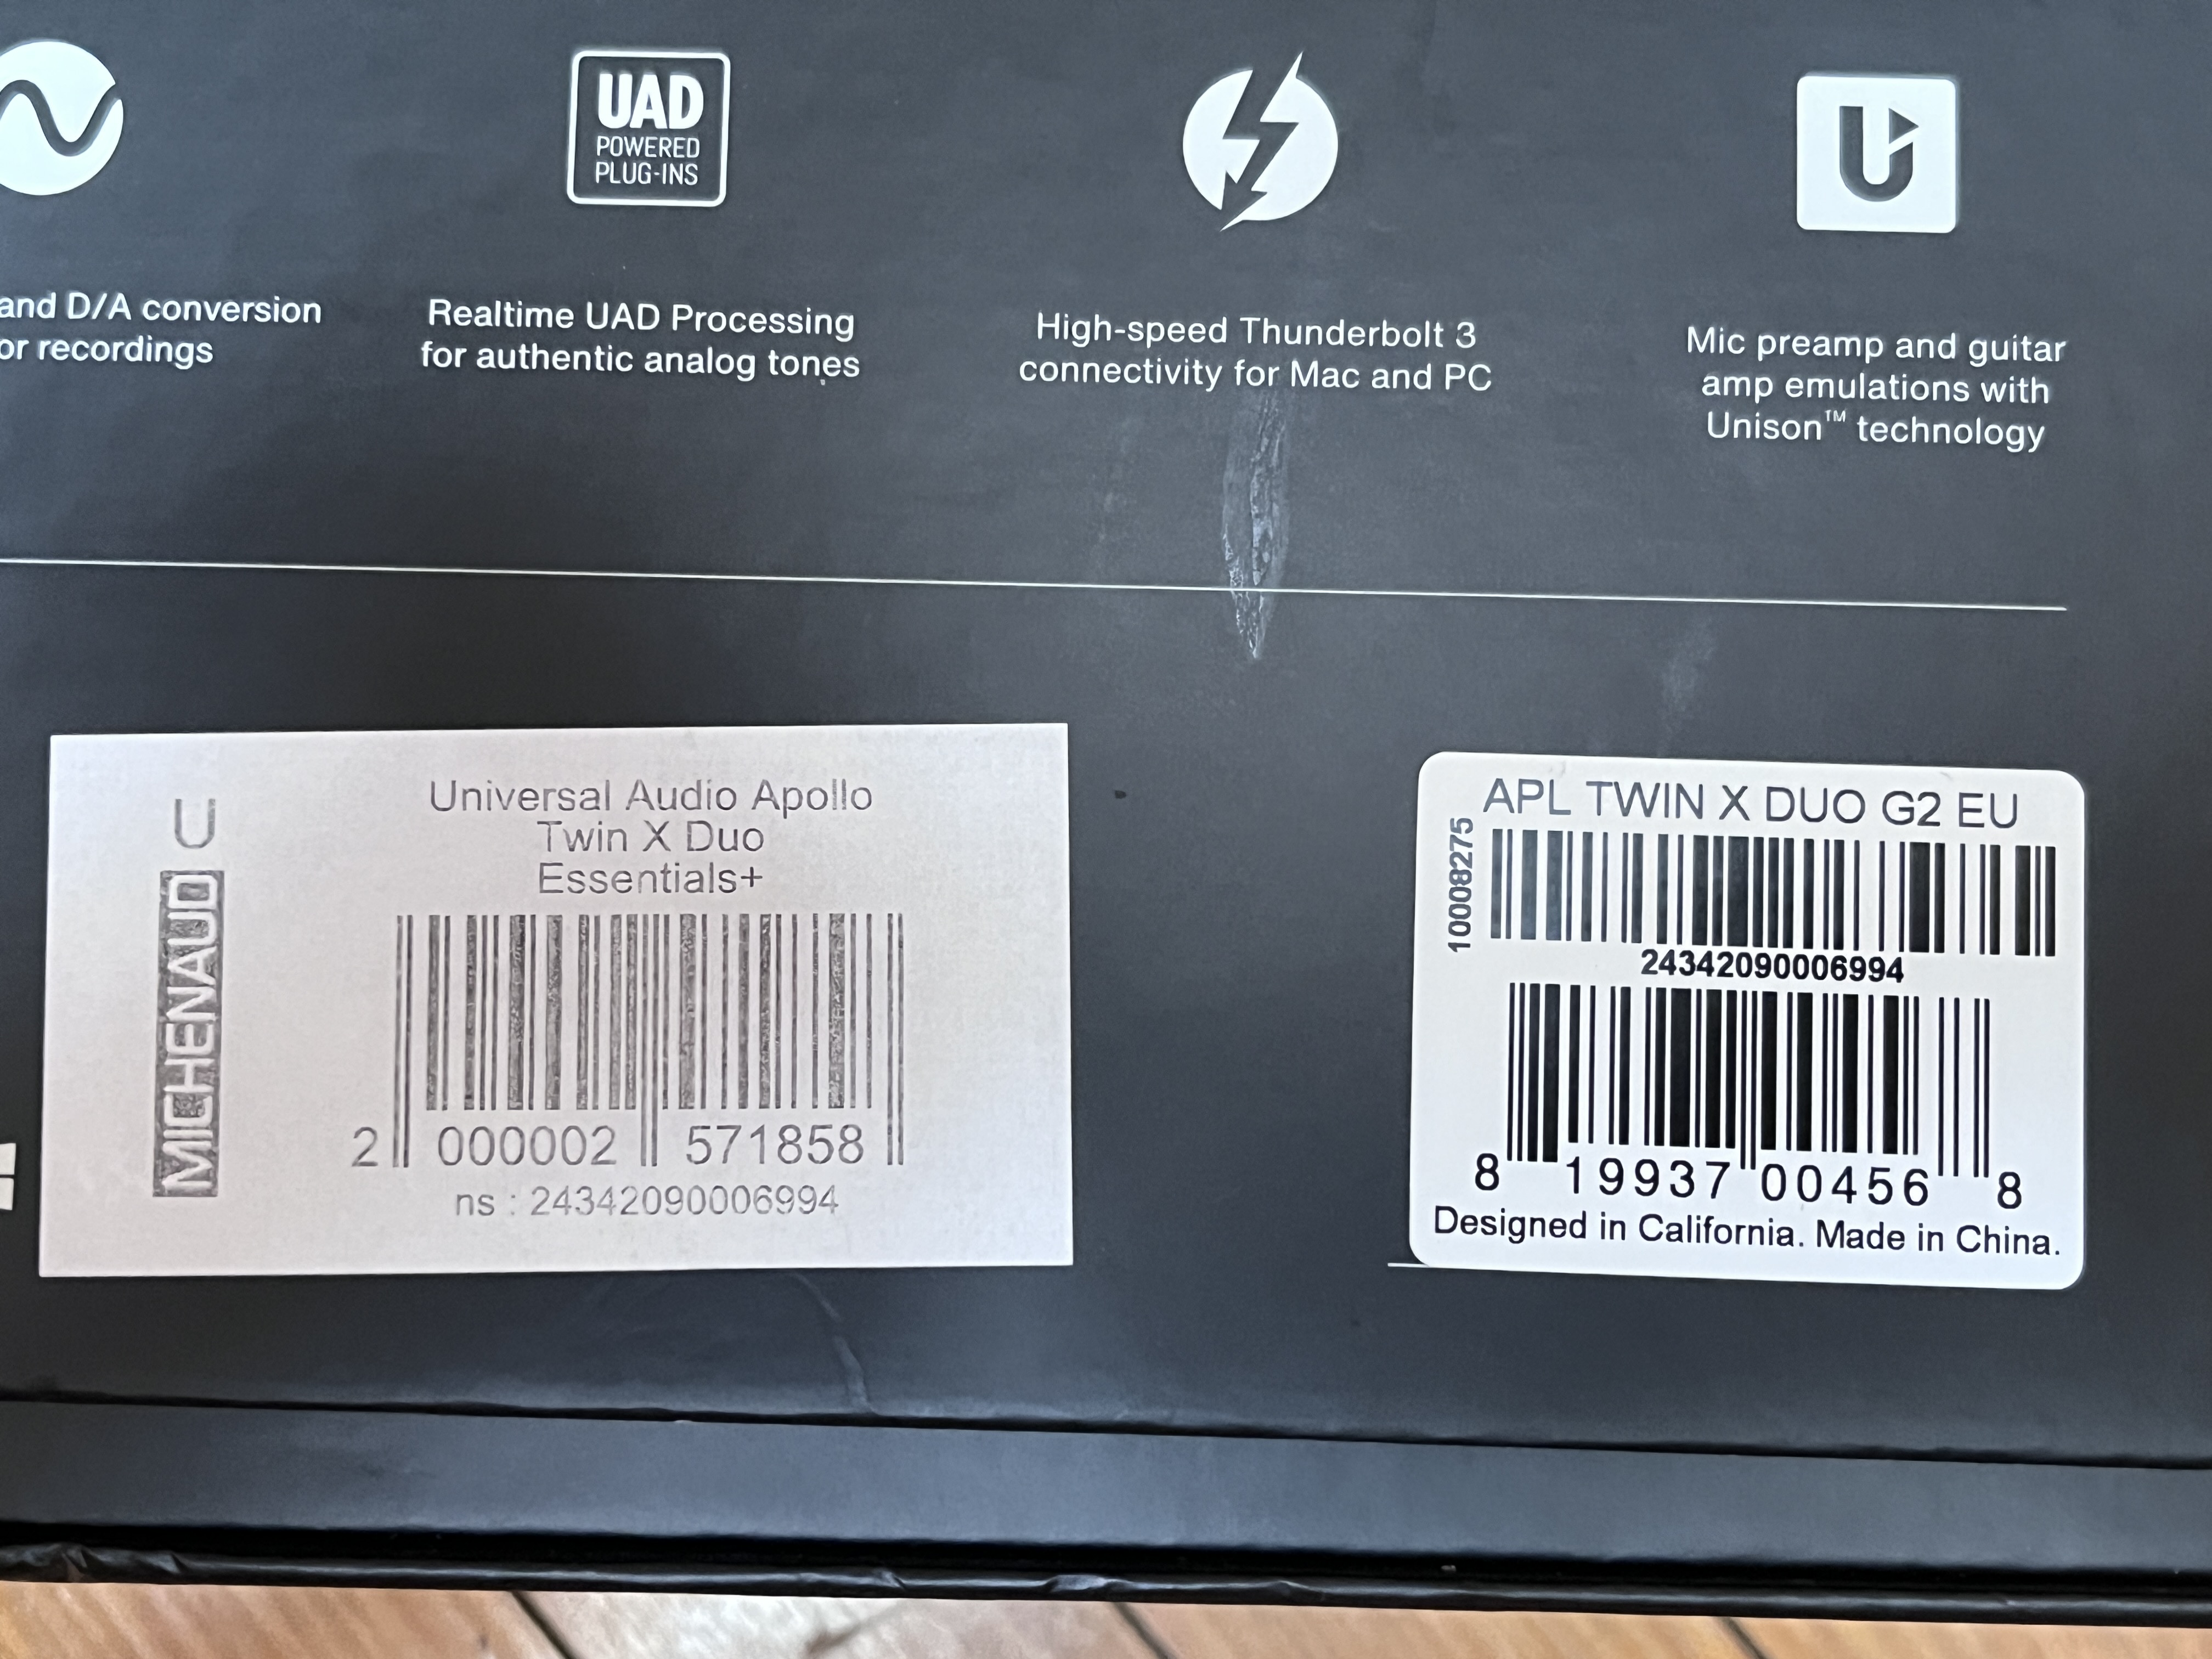 UAD
POWERED
PLUG-INS
and D/A conversion
or recordings
Realtime UAD Processing
for authentic analog tones
High-speed Thunderbolt 3
connectivity for Mac and PC
Mic preamp and guitar
amp emulations with
Unison™ technology
U
MICHENAUD
Universal Audio Apollo
Twin X Duo
Essentials+
2 000002 571858
ns : 24342090006994
APL TWIN X DUO G2 EU
10008275
24342090006994
8 19937 00456 8
Designed in California. Made in China.